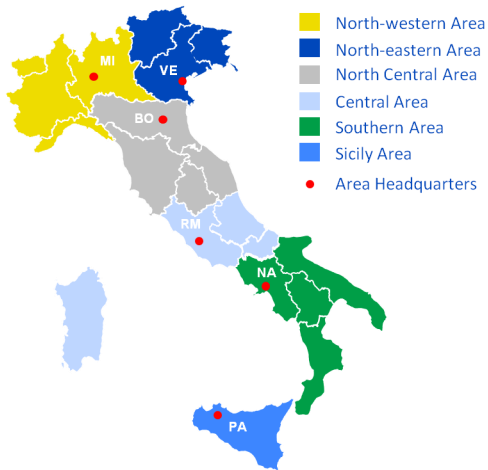 North-western Area
North-eastern Area
North Central Area
Central Area
Southern Area
Sicily Area
Area Headquarters
MI
VE
BO
RM
NA
PA